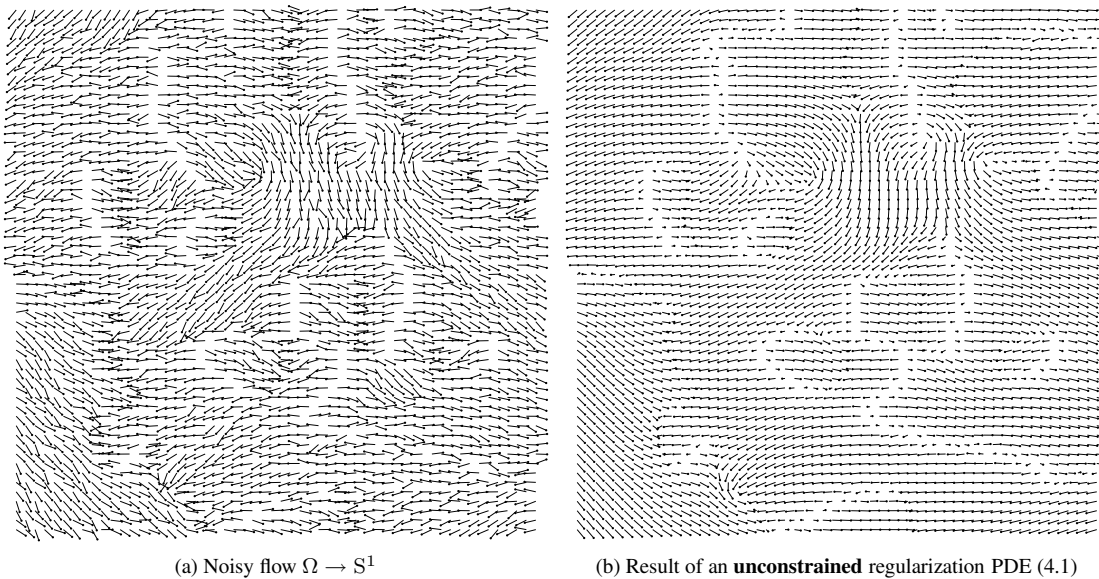 (a) Noisy flow Ω → S¹
(b) Result of an unconstrained regularization PDE (4.1)